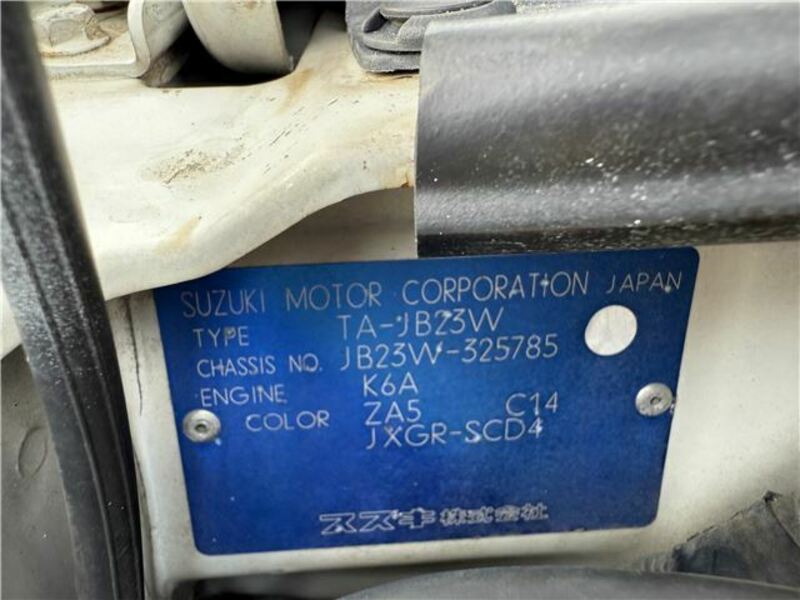 SUZUKI MOTOR CORPORATION JAPAN
TYPE TA-JB23W
CHASSIS NO. JB23W-325785
ENGINE K6A
COLOR ZA5 C14
JXGR-SCD4
スズキ株式会社